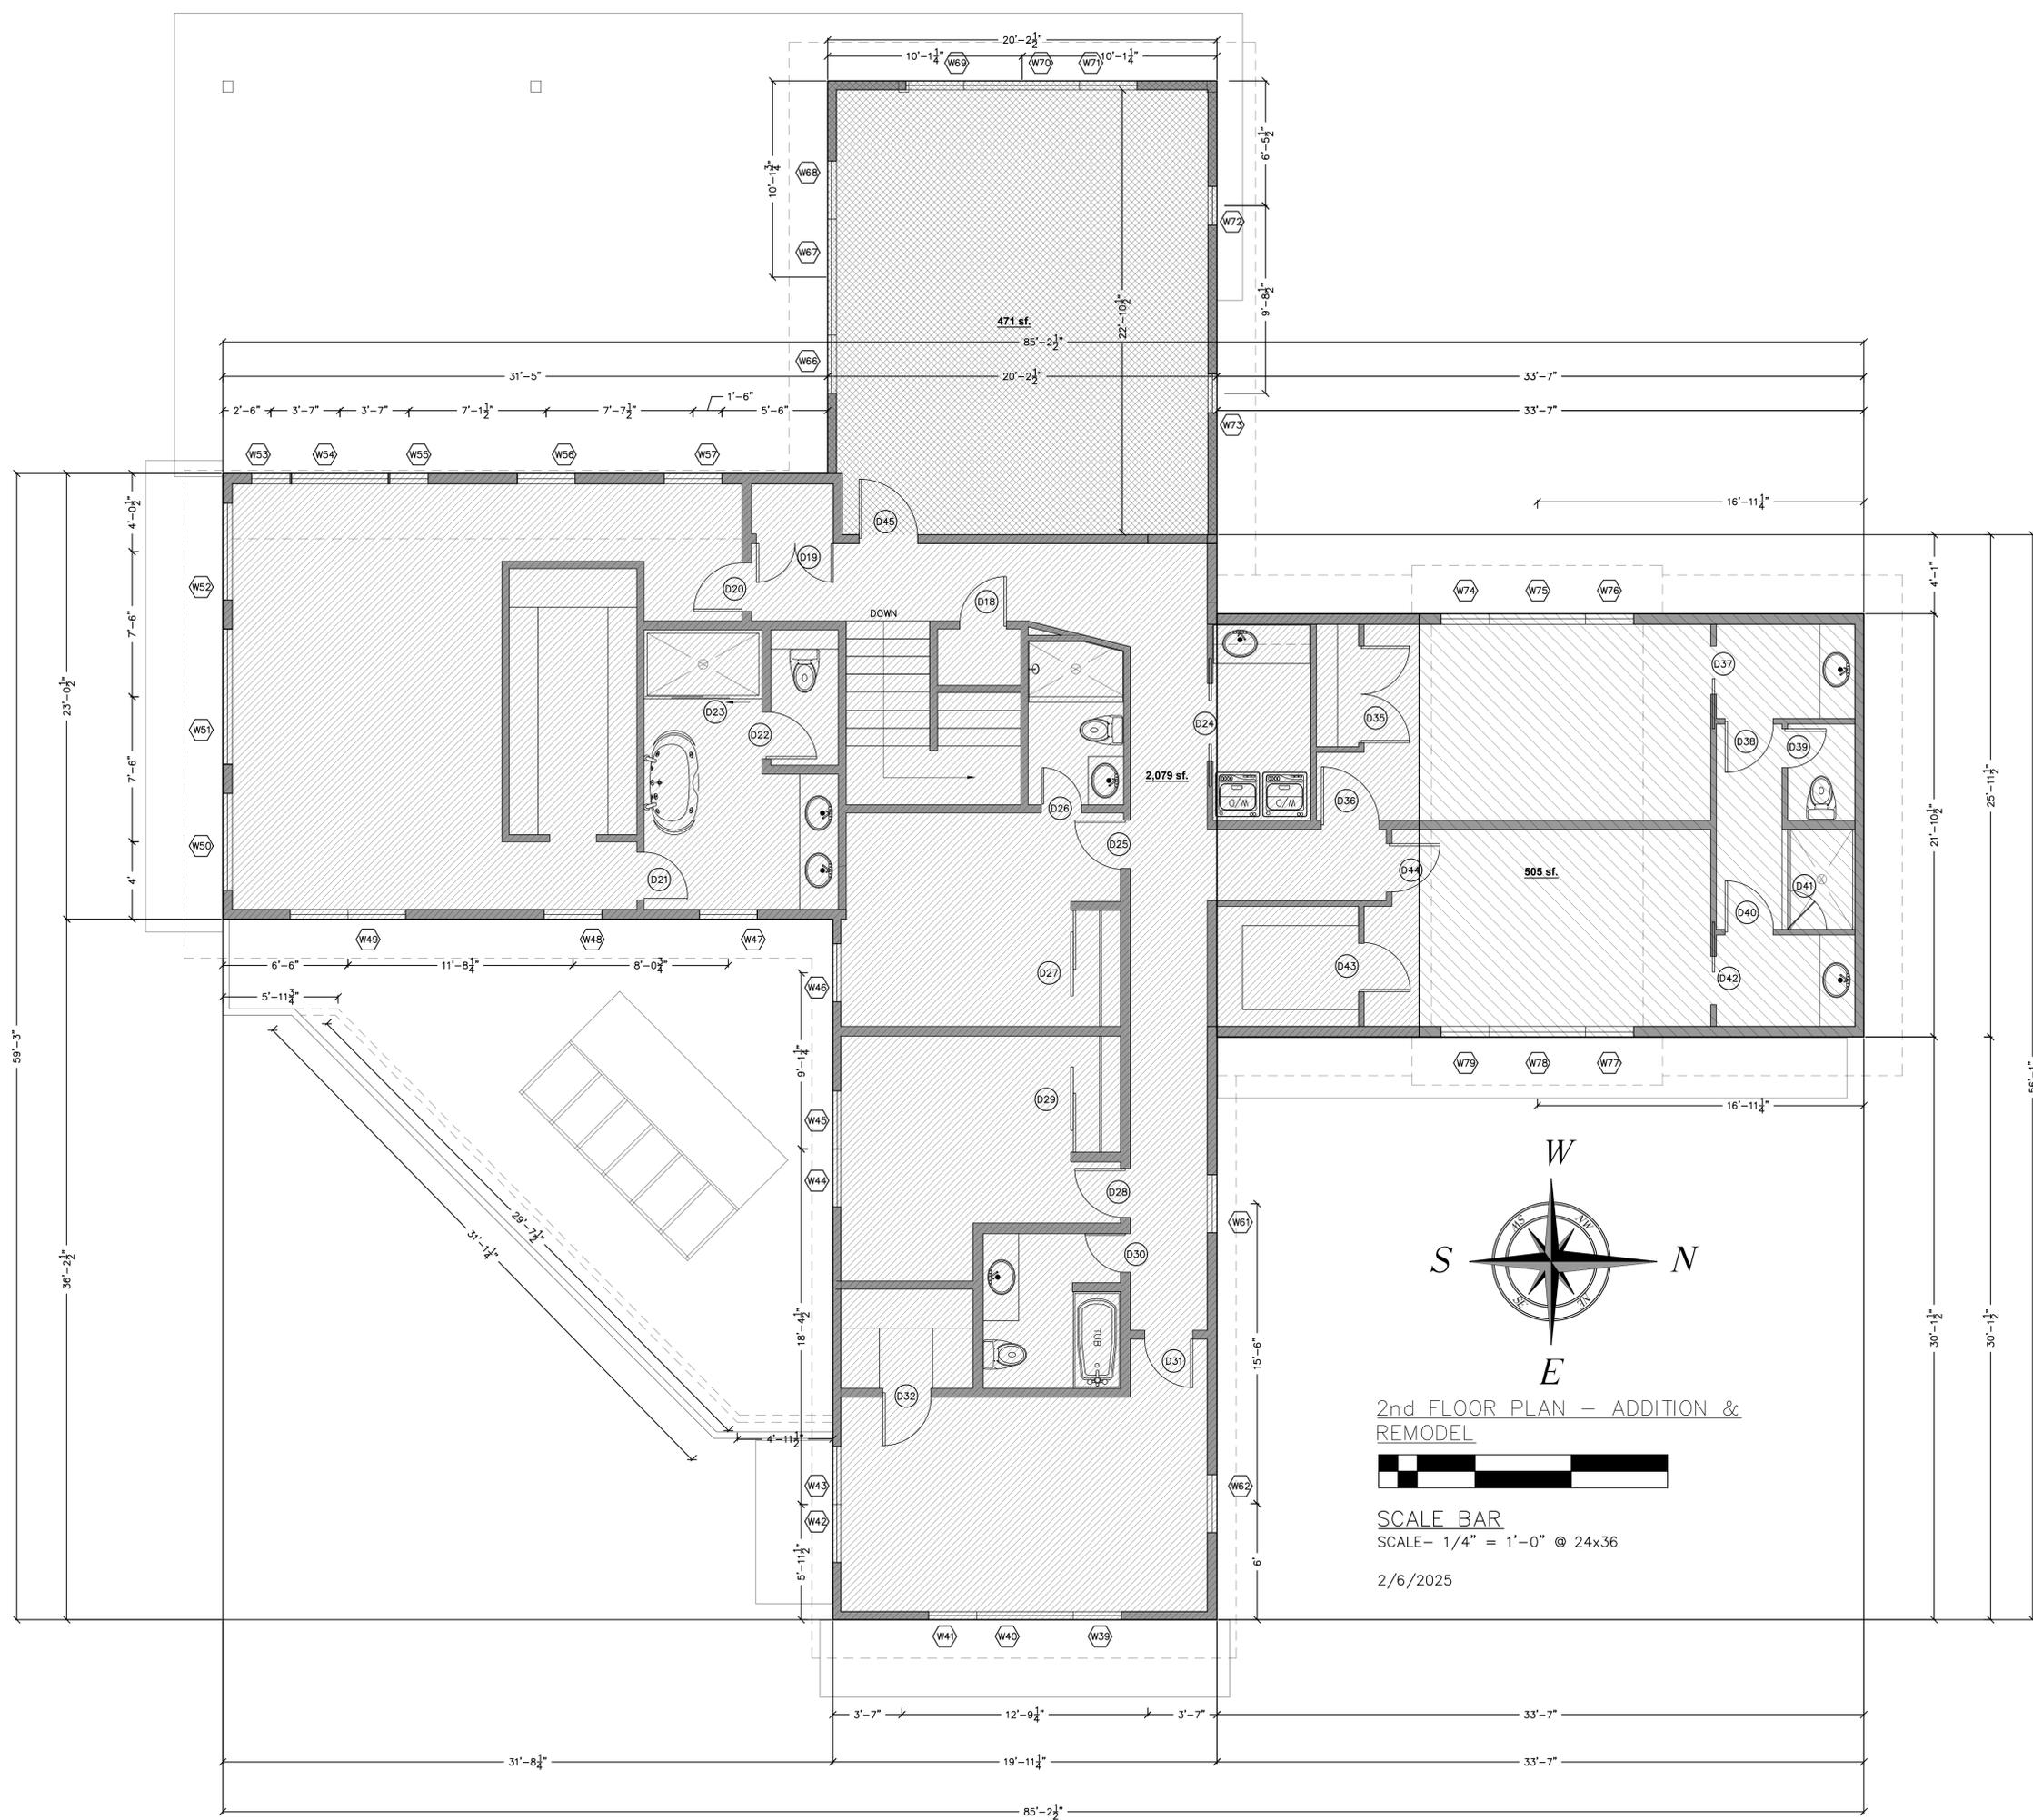 20'-2½"
10'-1¼" 10'-1¼"
W69 W70 W71
6'-5½"
10'-1¾"
W68
W72
W67
9'-8½"
22'-10½"
471 sf.
85'-2½"
W66
31'-5" 20'-2½" 33'-7"
1'-6"
2'-6" 3'-7" 3'-7" 7'-1½" 7'-7½" 5'-6" 33'-7"
W73
W53 W54 W55 W56 W57
16'-11¼"
4'-0½"
D45
D19
4'-1"
W52 D20 D18 W74 W75 W76
DOWN
7'-6"
D37
23'-0½"
D23 D24 D35
W51 D22 D38 D39
25'-11½"
7'-6" 2,079 sf.
W/D W/D
D36
D26
21'-10½"
W50 D25
D44 505 sf.
4' D21 D41
D40
W49 W48 W47
6'-6" 11'-8¼" 8'-0¾" D43
W46 D27 D42
5'-11¾"
59'-3"
9'-1¼" W79 W78 W77
66'-1"
D29
16'-11¼"
W45
W
W44 D28
W61
SW NW
29'-7½"
31'-1¼"
D30
S N
36'-2½"
SE NE
30'-1½" 30'-1½"
18'-4½" TUB 15'-6"
D31
E
D32
2nd FLOOR PLAN - ADDITION &
REMODEL
4'-11½"
W43 W62
W42
SCALE BAR
SCALE- 1/4" = 1'-0" @ 24x36
5'-11½" 6'
2/6/2025
W41 W40 W39
3'-7" 12'-9¼" 3'-7" 33'-7"
31'-8¼" 19'-11¼" 33'-7"
85'-2½"